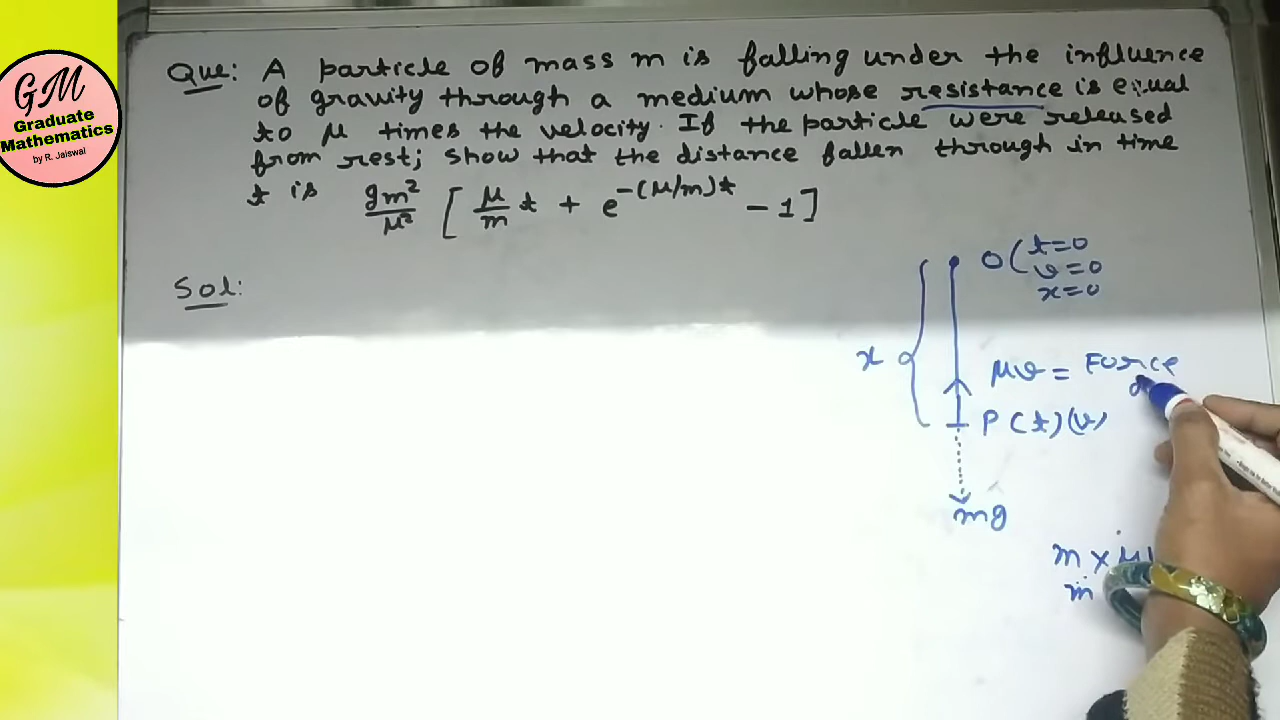 GM
Graduate
Mathematics
by R. Jaiswal
Que: A particle of mass m is falling under the influence
of gravity through a medium whose resistance is equal
to μ times the velocity. If the particle were released
from rest; show that the distance fallen through in time
t is gm²/μ² [ μ/m t + e^-(μ/m)t - 1 ]
Sol:
O (t=0
v=0
x=0
x
μv = Force
P (t) (v)
mg
m × μ
m